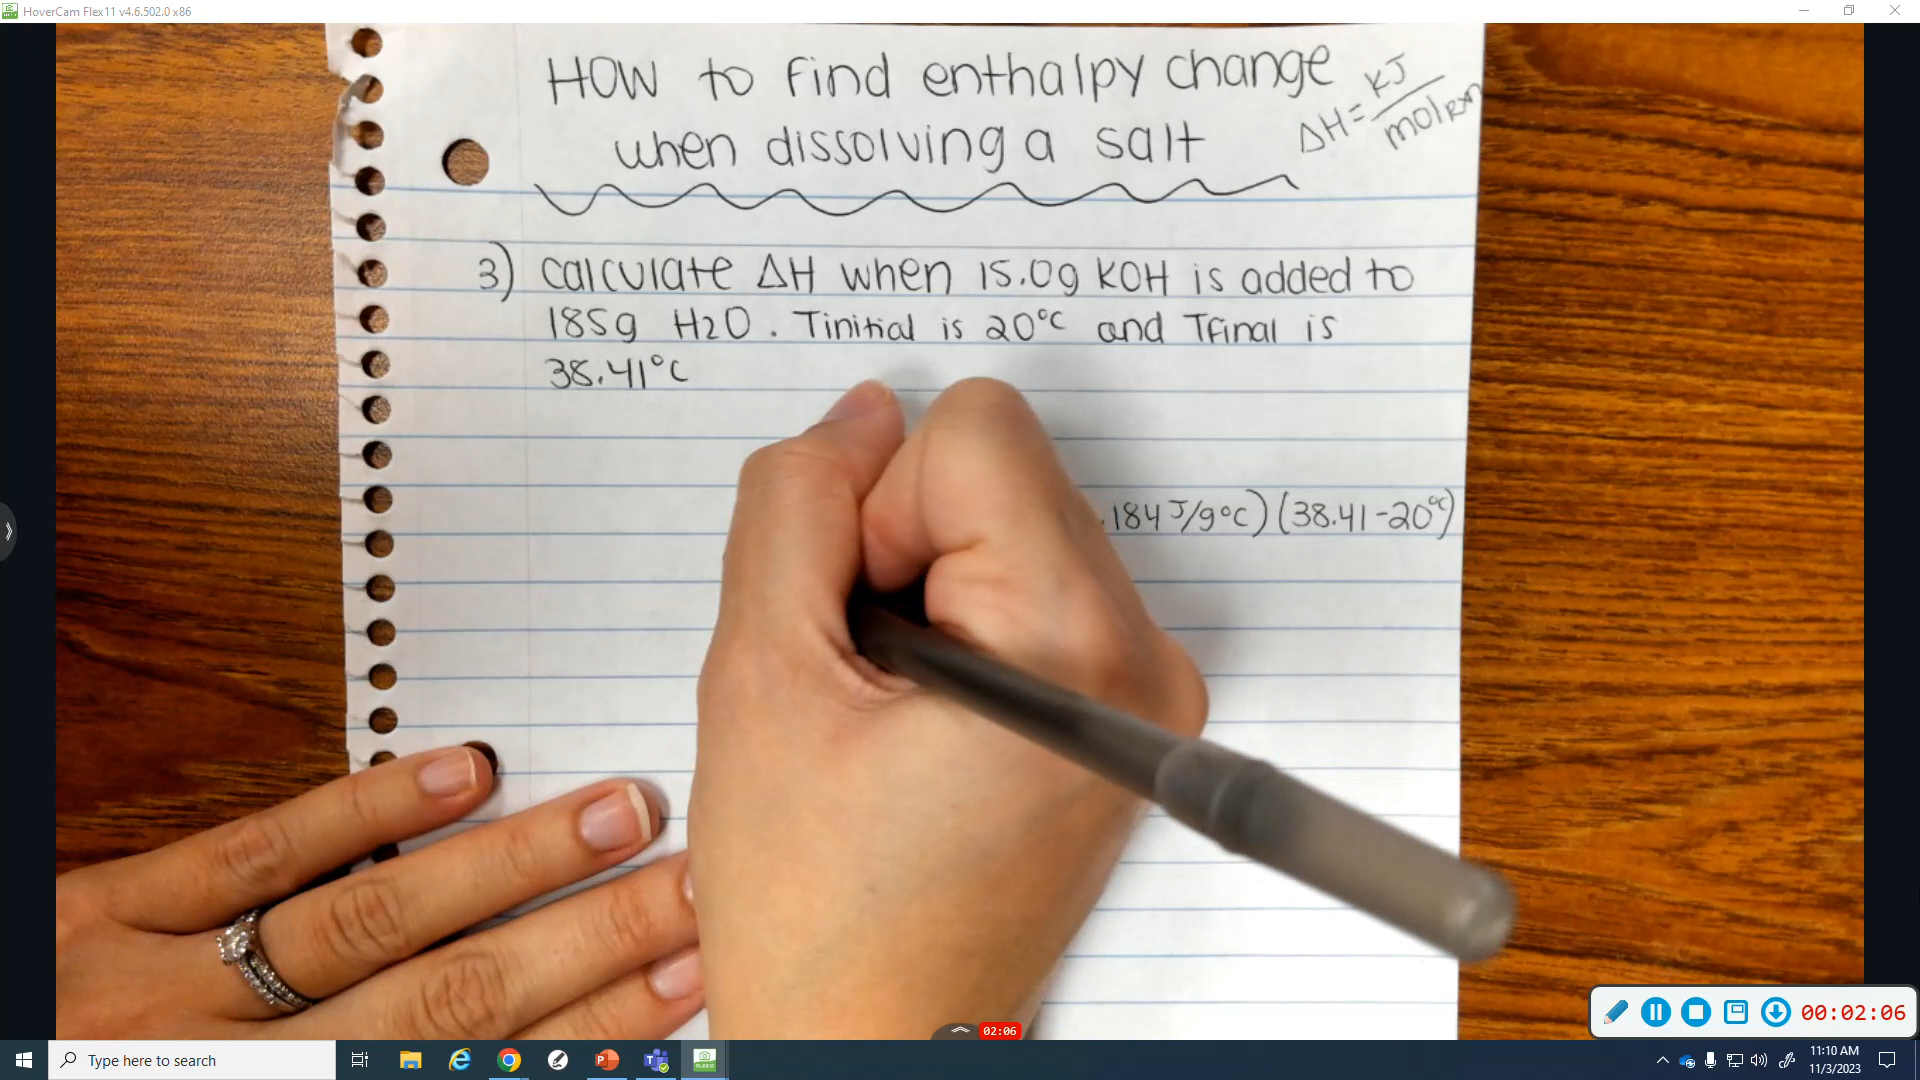 HoverCam Flex11 v4.6.502.0 x86
HOW to find enthalpy change
when dissolving a salt
ΔH = kJ
molrxn
3) Calculate ΔH when 15.0g KOH is added to
185g H2O. Tinitial is 20°C and Tfinal is
38.41°C
.184 J/g°C) (38.41-20°C)
02:06
00:02:06
Type here to search
11:10 AM
11/3/2023